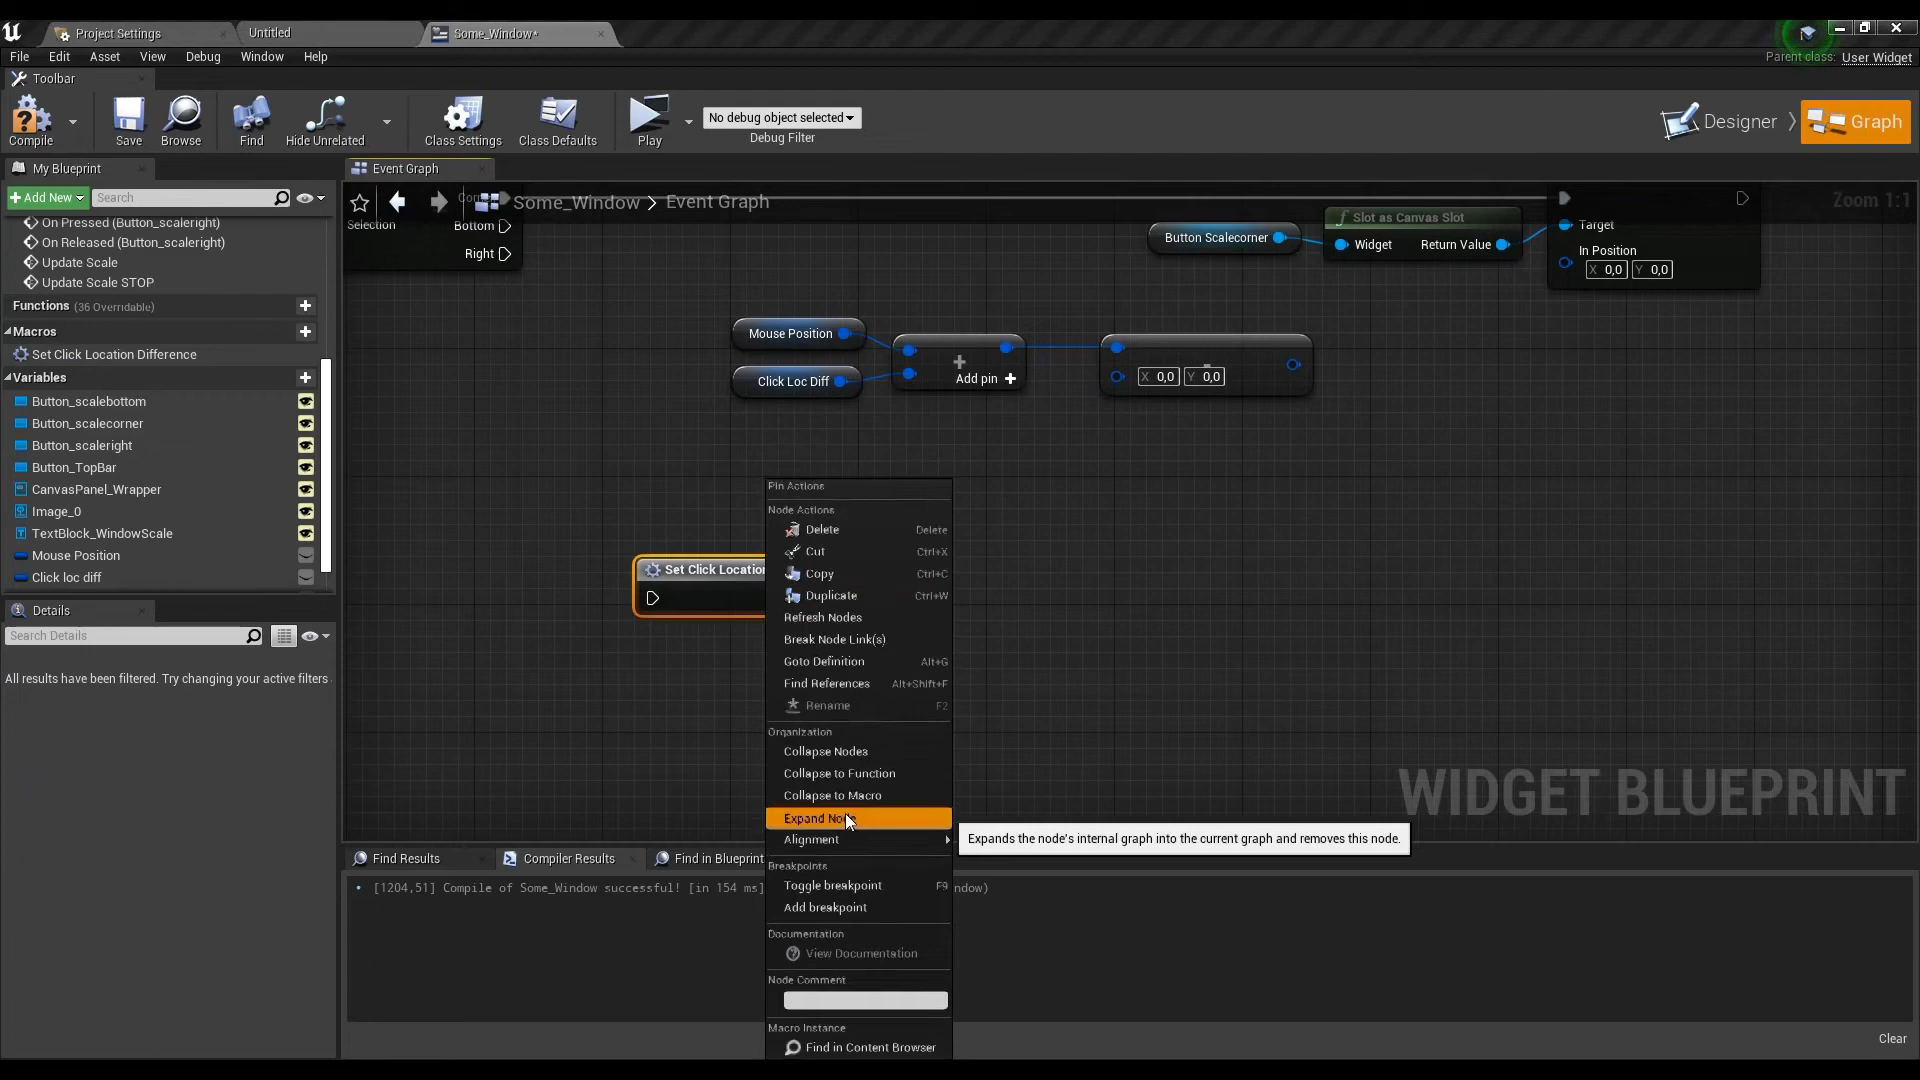 Project Settings
Untitled
Some_Window*
File Edit Asset View Debug Window Help
Parent class: User Widget
Toolbar
Compile
Save
Browse
Find
Hide Unrelated
Class Settings
Class Defaults
Play
No debug object selected
Debug Filter
Designer
Graph
My Blueprint
Event Graph
+ Add New
Search
Some_Window > Event Graph
Zoom 1:1
Selection
On Pressed (Button_scaleright)
On Released (Button_scaleright)
Update Scale
Update Scale STOP
Functions (36 Overridable)
Macros
Set Click Location Difference
Variables
Button_scalebottom
Button_scalecorner
Button_scaleright
Button_TopBar
CanvasPanel_Wrapper
Image_0
TextBlock_WindowScale
Mouse Position
Click loc diff
Bottom
Right
Button Scalecorner
Slot as Canvas Slot
Widget
Return Value
Target
In Position
X 0,0 Y 0,0
Mouse Position
Click Loc Diff
Add pin +
X 0,0 Y 0,0
Set Click Location
Pin Actions
Node Actions
Delete Delete
Cut Ctrl+X
Copy Ctrl+C
Duplicate Ctrl+W
Refresh Nodes
Break Node Link(s)
Goto Definition Alt+G
Find References Alt+Shift+F
Rename F2
Organization
Collapse Nodes
Collapse to Function
Collapse to Macro
Expand Node
Alignment
Breakpoints
Toggle breakpoint F9
Add breakpoint
Documentation
View Documentation
Node Comment
Macro Instance
Find in Content Browser
Expands the node's internal graph into the current graph and removes this node.
WIDGET BLUEPRINT
Details
Search Details
All results have been filtered. Try changing your active filters
Find Results
Compiler Results
Find in Blueprint
[1204,51] Compile of Some_Window successful! [in 154 ms]
ndow)
Clear